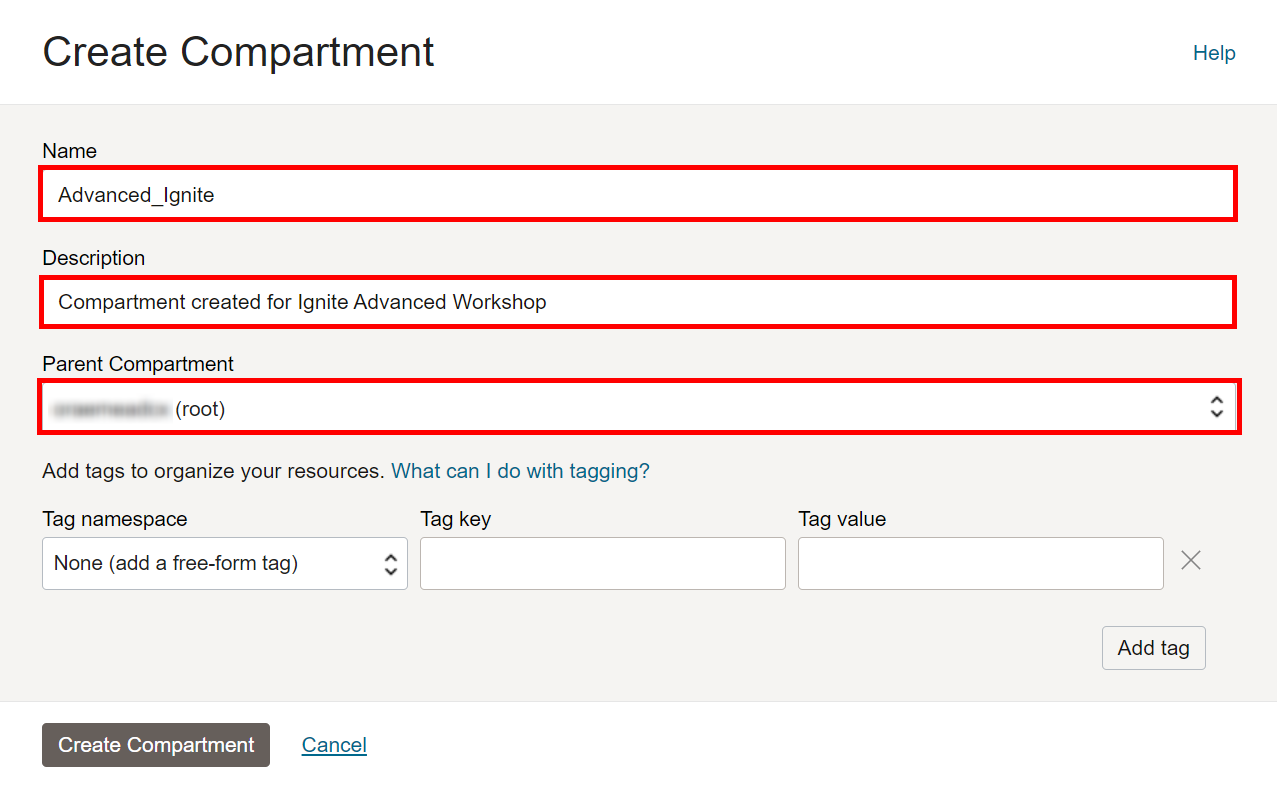 Create Compartment
Help
Name
Advanced_Ignite
Description
Compartment created for Ignite Advanced Workshop
Parent Compartment
(root)
Add tags to organize your resources. What can I do with tagging?
Tag namespace Tag key Tag value
None (add a free-form tag)
Add tag
Create Compartment Cancel